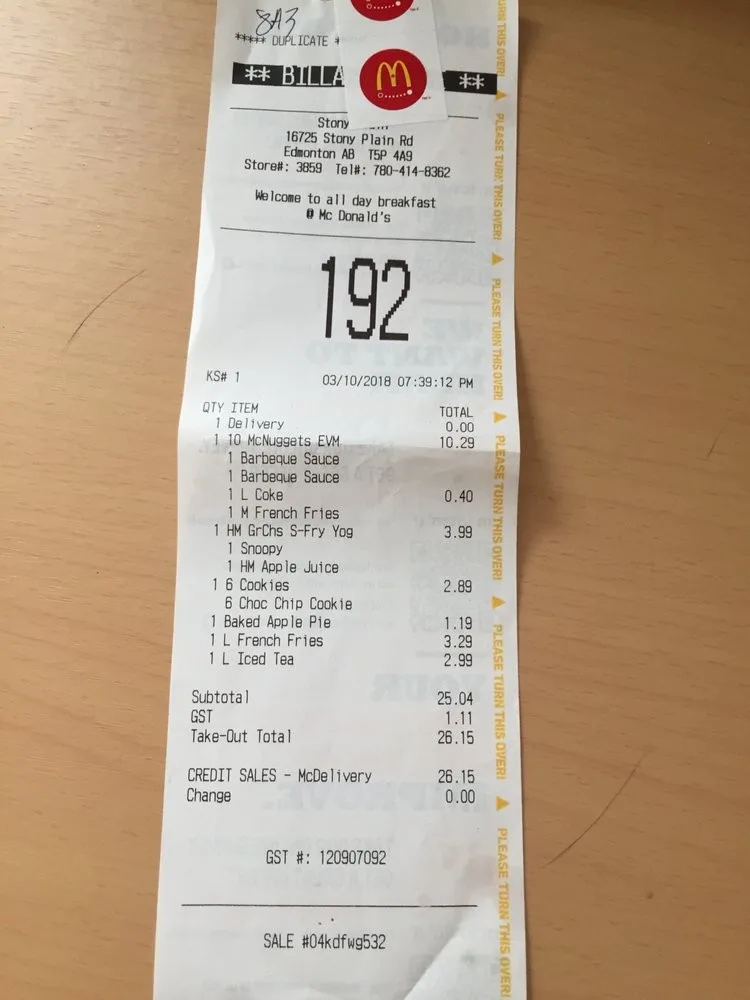 8A3
***** DUPLICATE *
** BILLA **
Stony
16725 Stony Plain Rd
Edmonton AB T5P 4A9
Store#: 3859 Tel#: 780-414-8362
Welcome to all day breakfast
@ Mc Donald's
192
KS# 1 03/10/2018 07:39:12 PM
QTY ITEM TOTAL
1 Delivery 0.00
1 10 McNuggets EVM 10.29
1 Barbeque Sauce
1 Barbeque Sauce
1 L Coke 0.40
1 M French Fries
1 HM GrChs S-Fry Yog 3.99
1 Snoopy
1 HM Apple Juice
1 6 Cookies 2.89
6 Choc Chip Cookie
1 Baked Apple Pie 1.19
1 L French Fries 3.29
1 L Iced Tea 2.99
Subtotal 25.04
GST 1.11
Take-Out Total 26.15
CREDIT SALES - McDelivery 26.15
Change 0.00
GST #: 120907092
SALE #04kdfwg532
TURN THIS OVER!
PLEASE TURN THIS OVER!
PLEASE TURN THIS OVER!
PLEASE TURN THIS OVER!
PLEASE TURN THIS OVER!
PLEASE TURN THIS OVER!